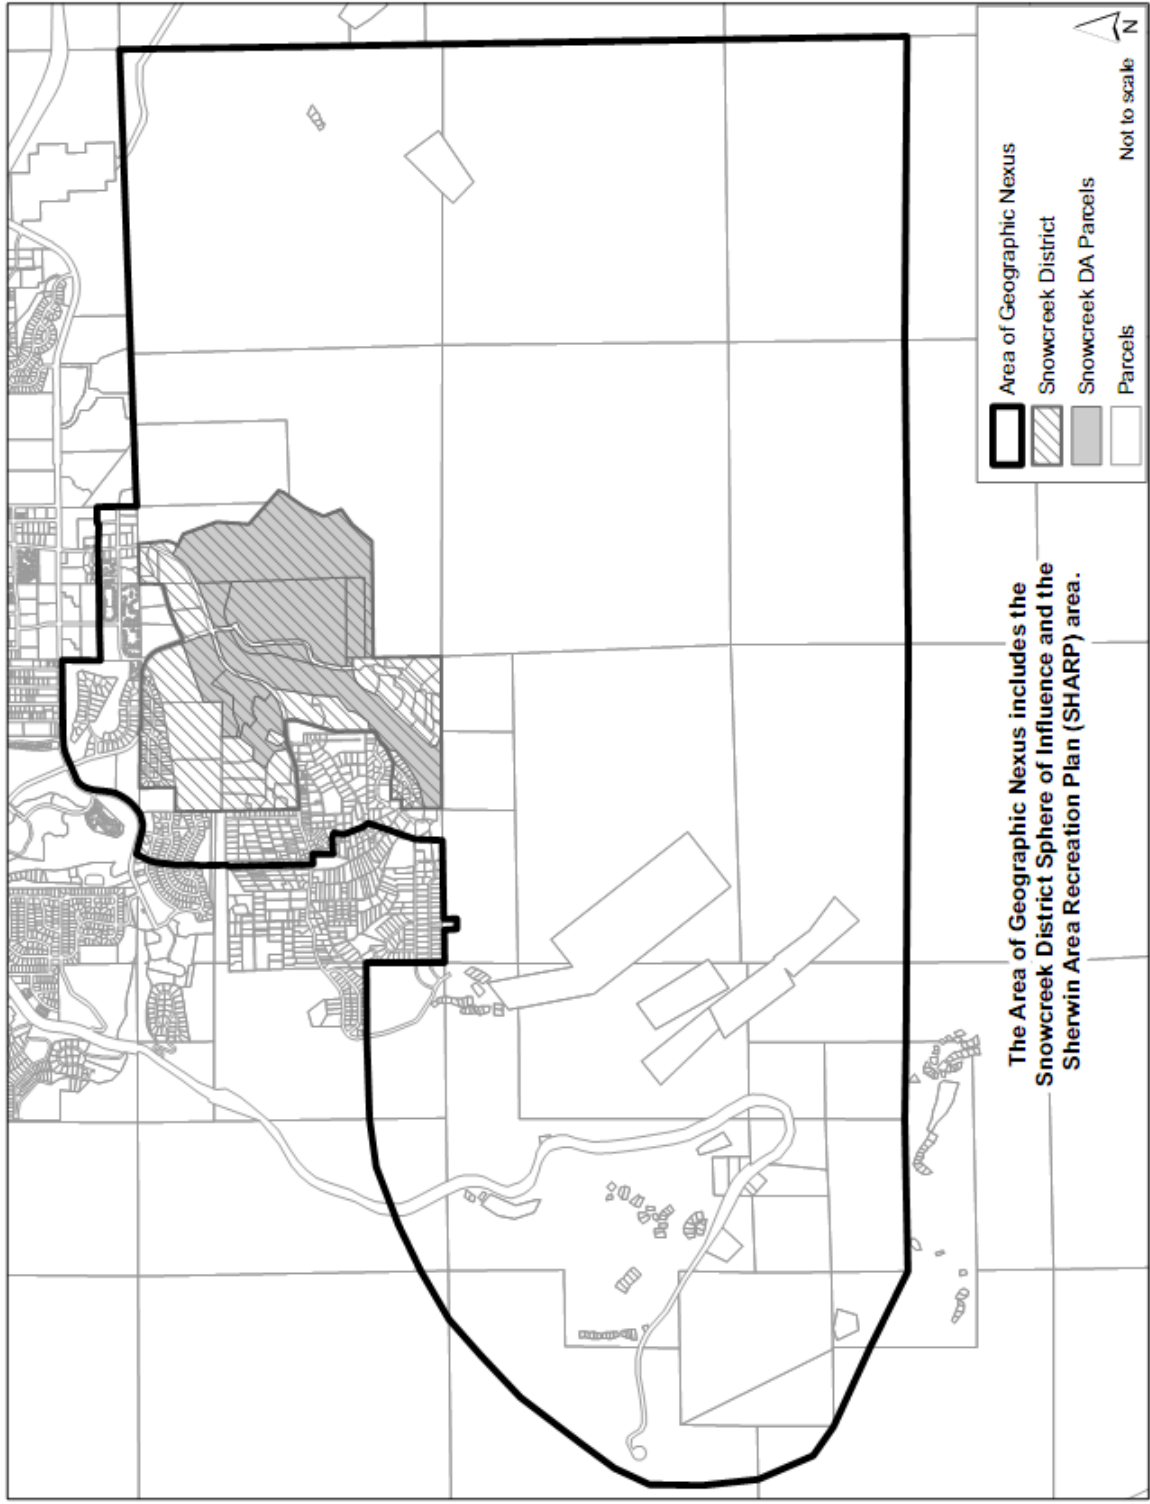 The Area of Geographic Nexus includes the
Snowcreek District Sphere of Influence and the
Sherwin Area Recreation Plan (SHARP) area.
Area of Geographic Nexus
Snowcreek District
Snowcreek DA Parcels
Parcels
Not to scale
N